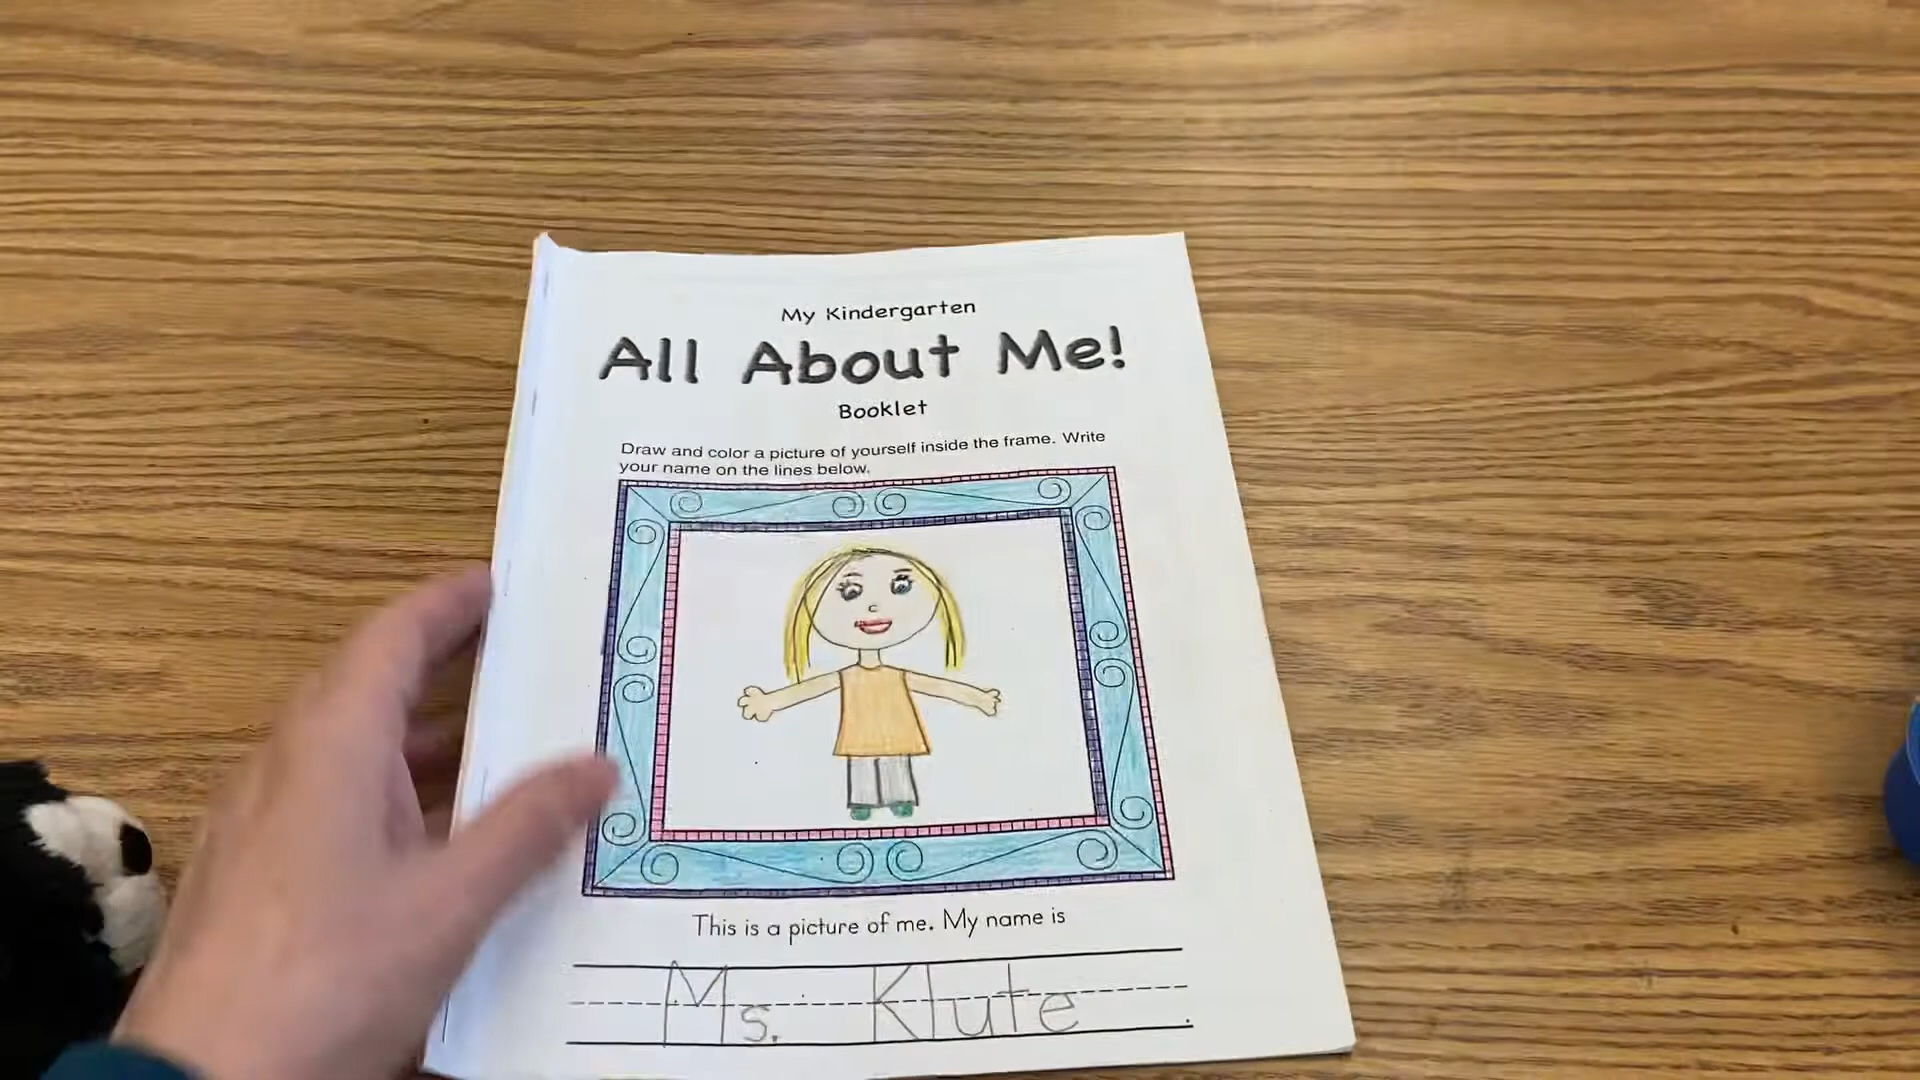 My Kindergarten
All About Me!
Booklet
Draw and color a picture of yourself inside the frame. Write
your name on the lines below.
This is a picture of me. My name is
Ms. Klute .